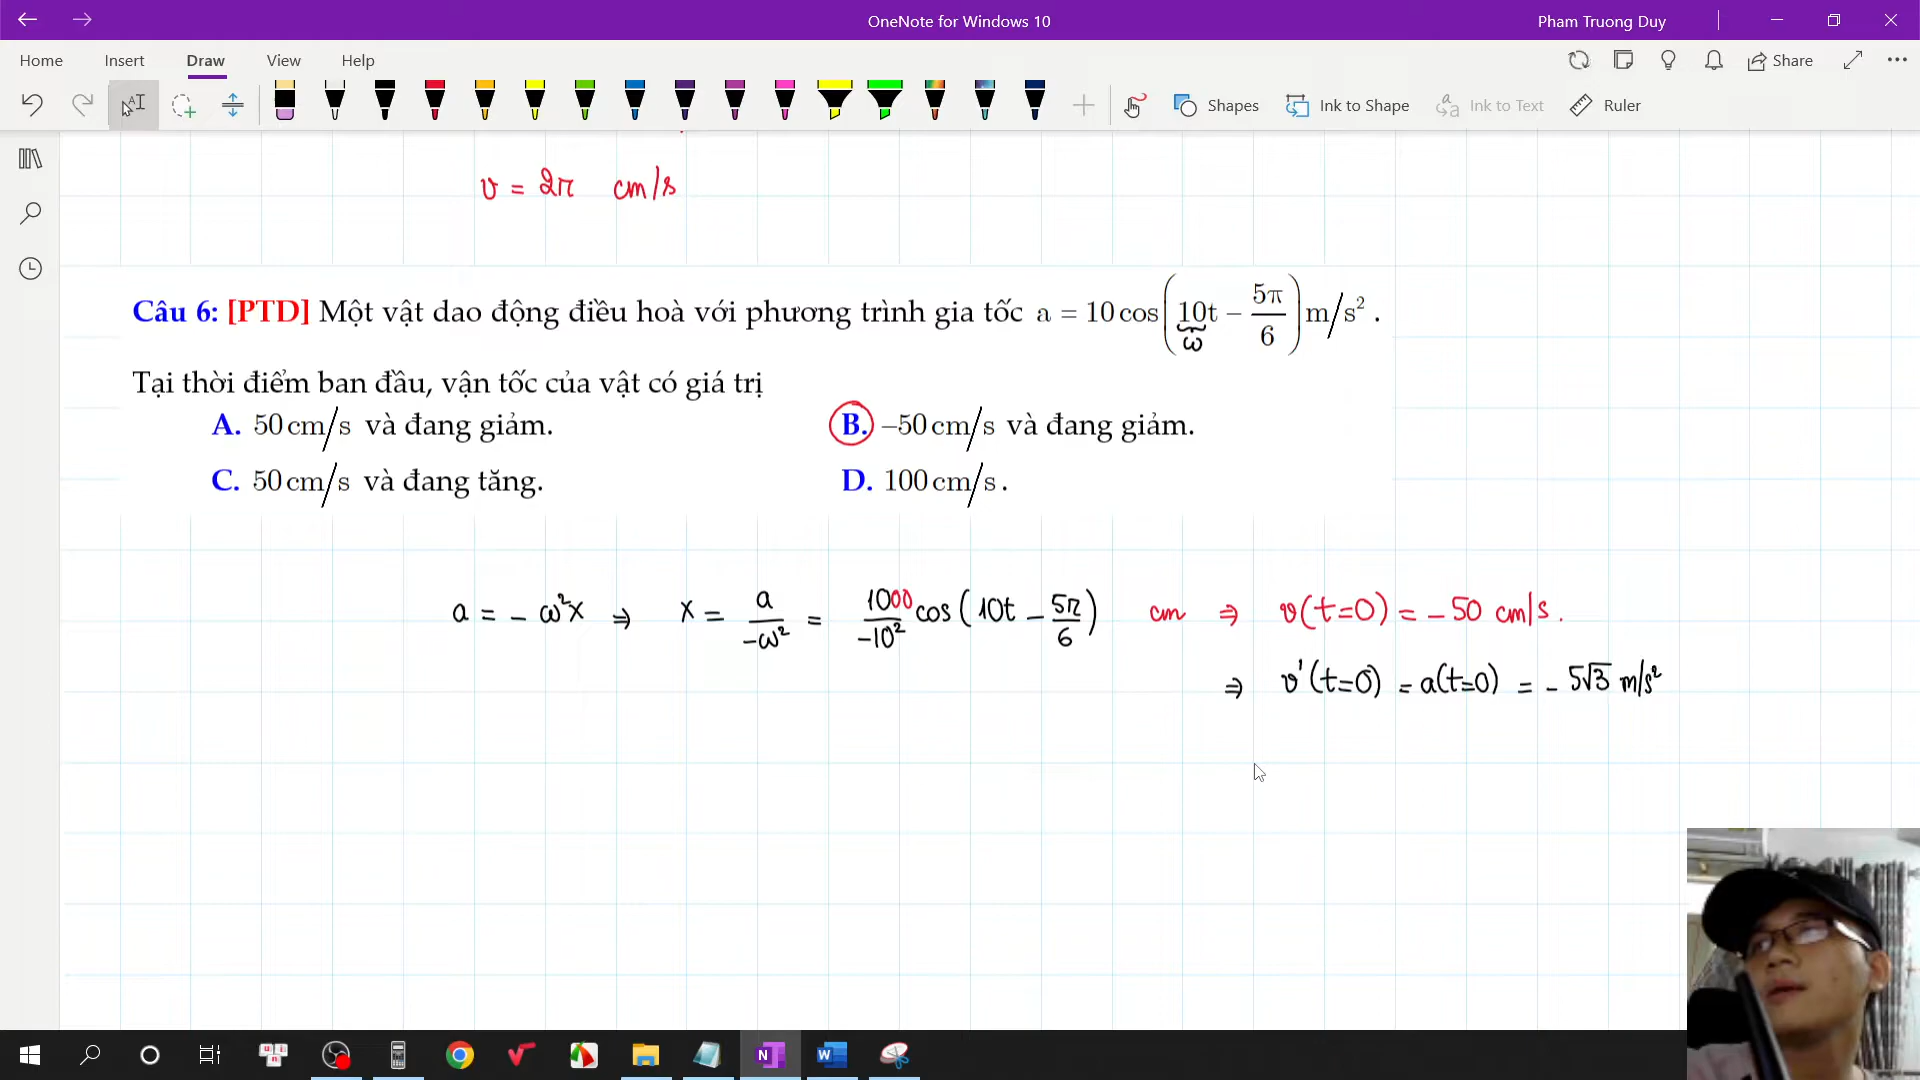 OneNote for Windows 10
Pham Truong Duy
Home Insert Draw View Help
Share
Shapes Ink to Shape Ink to Text Ruler
v = 2π cm/s
Câu 6: [PTD] Một vật dao động điều hoà với phương trình gia tốc a = 10 cos(10t − 5π/6) m/s².
ω
Tại thời điểm ban đầu, vận tốc của vật có giá trị
A. 50 cm/s và đang giảm. B. −50 cm/s và đang giảm.
C. 50 cm/s và đang tăng. D. 100 cm/s.
a = − ω²x ⇒ x = a/−ω² = 1000/−10² cos(10t − 5π/6) cm ⇒ v(t=0) = −50 cm/s.
⇒ v'(t=0) = a(t=0) = − 5√3 m/s²